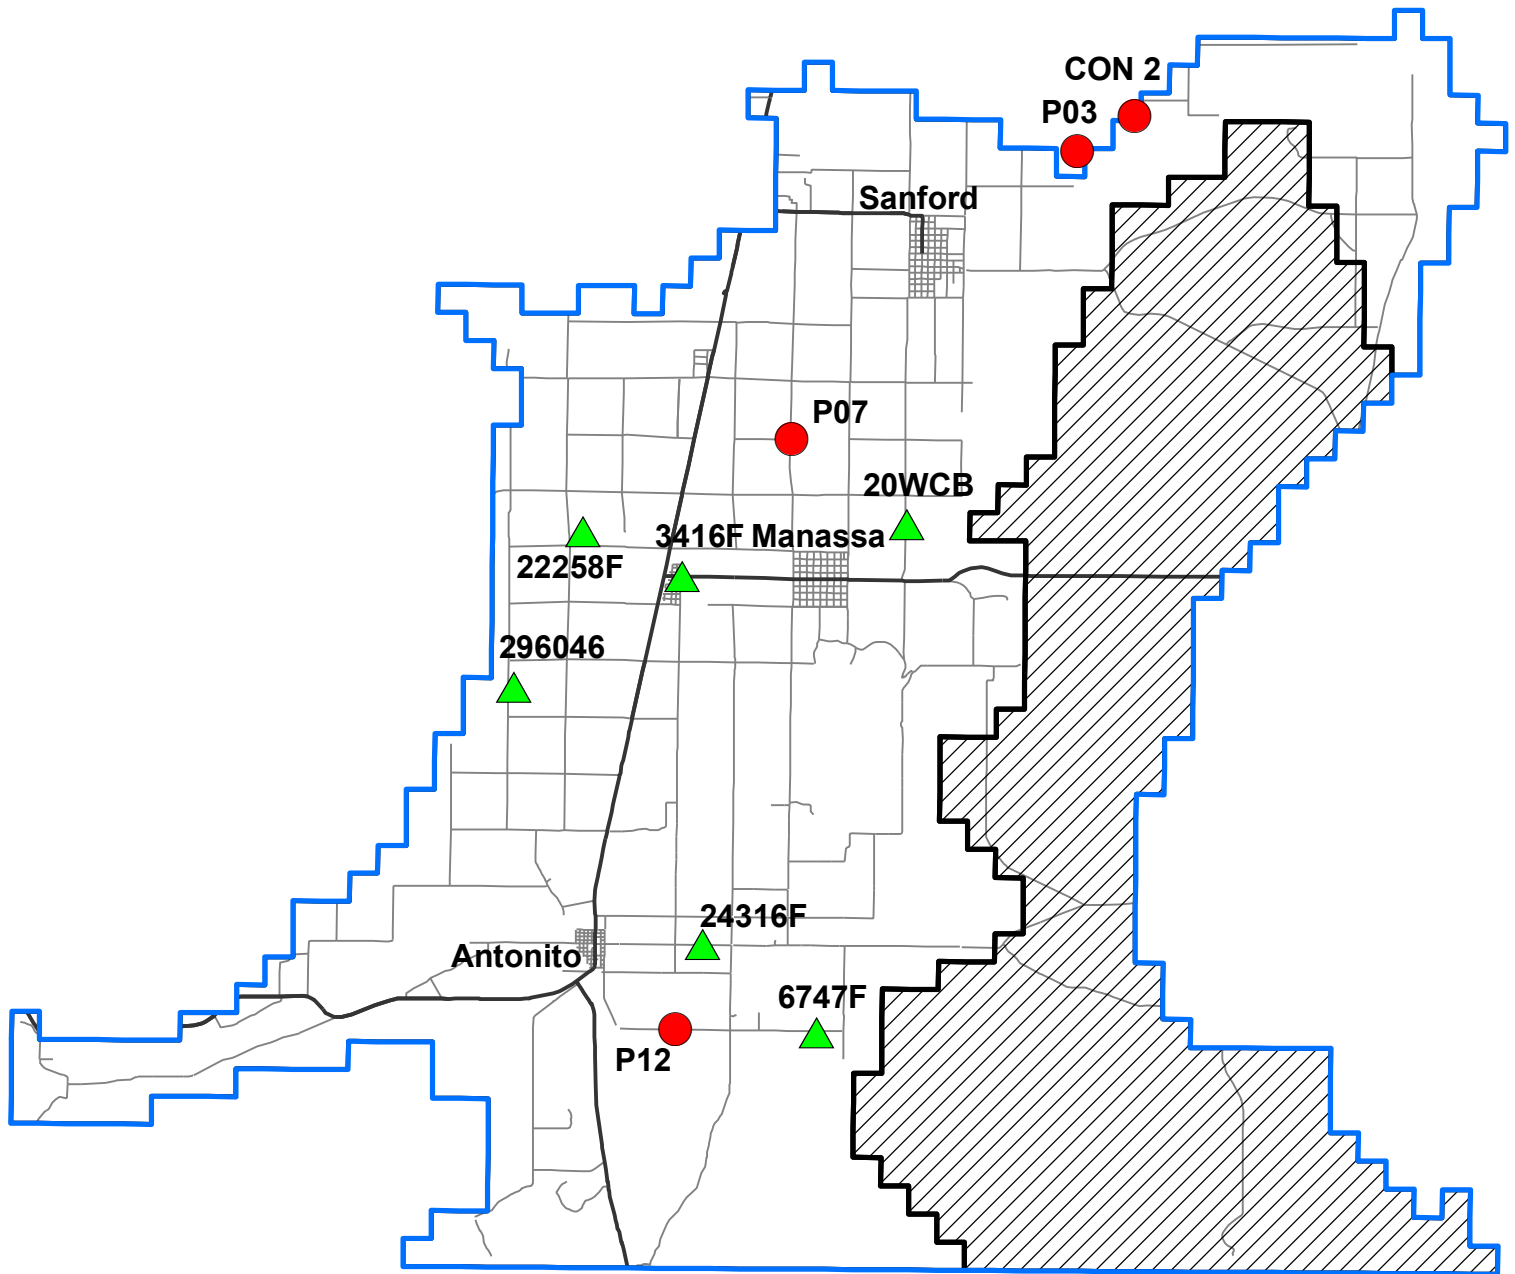 CON 2
P03
Sanford
P07
20WCB
3416F Manassa
22258F
296046
24316F
Antonito
6747F
P12